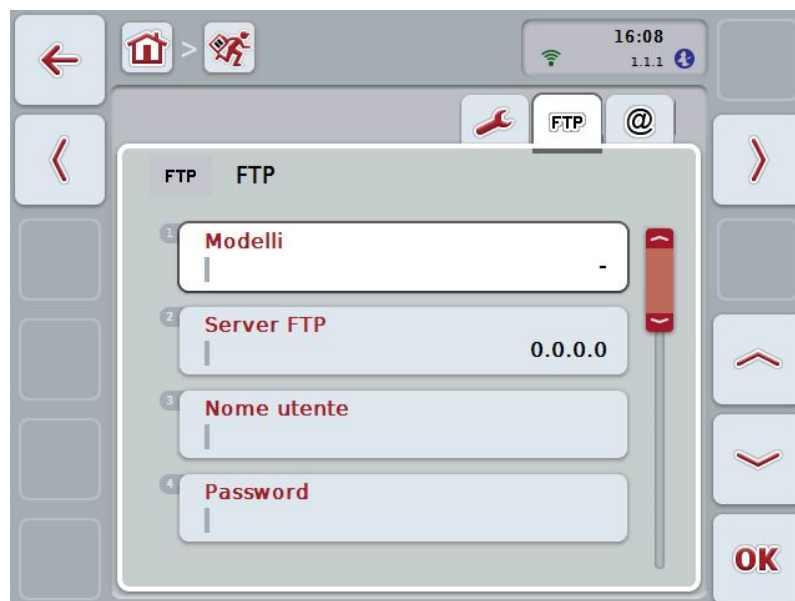 16:08
1.1.1
FTP
@
FTP FTP
1 Modelli
-
2 Server FTP
0.0.0.0
3 Nome utente
4 Password
OK